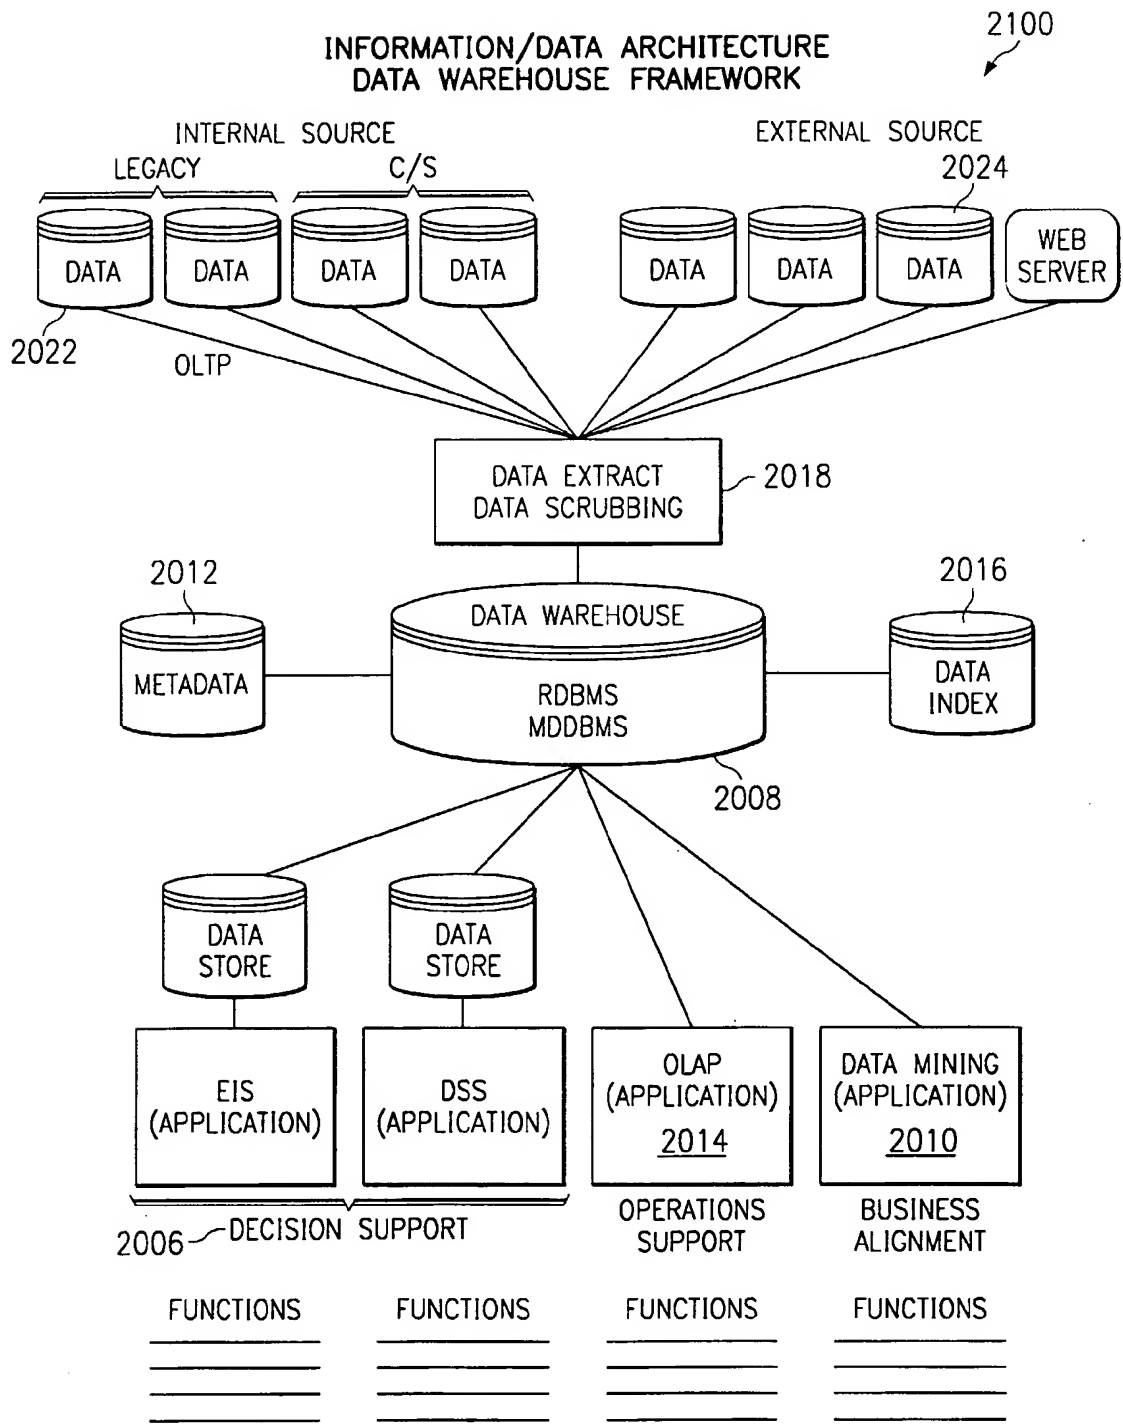 2100
INFORMATION/DATA ARCHITECTURE
DATA WAREHOUSE FRAMEWORK
INTERNAL SOURCE
EXTERNAL SOURCE
LEGACY
C/S
2024
DATA
DATA
DATA
DATA
DATA
DATA
DATA
WEB
SERVER
2022
OLTP
DATA EXTRACT
DATA SCRUBBING
2018
2012
2016
METADATA
DATA WAREHOUSE
RDBMS
MDDBMS
DATA
INDEX
2008
DATA
STORE
DATA
STORE
EIS
(APPLICATION)
DSS
(APPLICATION)
OLAP
(APPLICATION)
2014
DATA MINING
(APPLICATION)
2010
2006
DECISION SUPPORT
OPERATIONS
SUPPORT
BUSINESS
ALIGNMENT
FUNCTIONS
FUNCTIONS
FUNCTIONS
FUNCTIONS